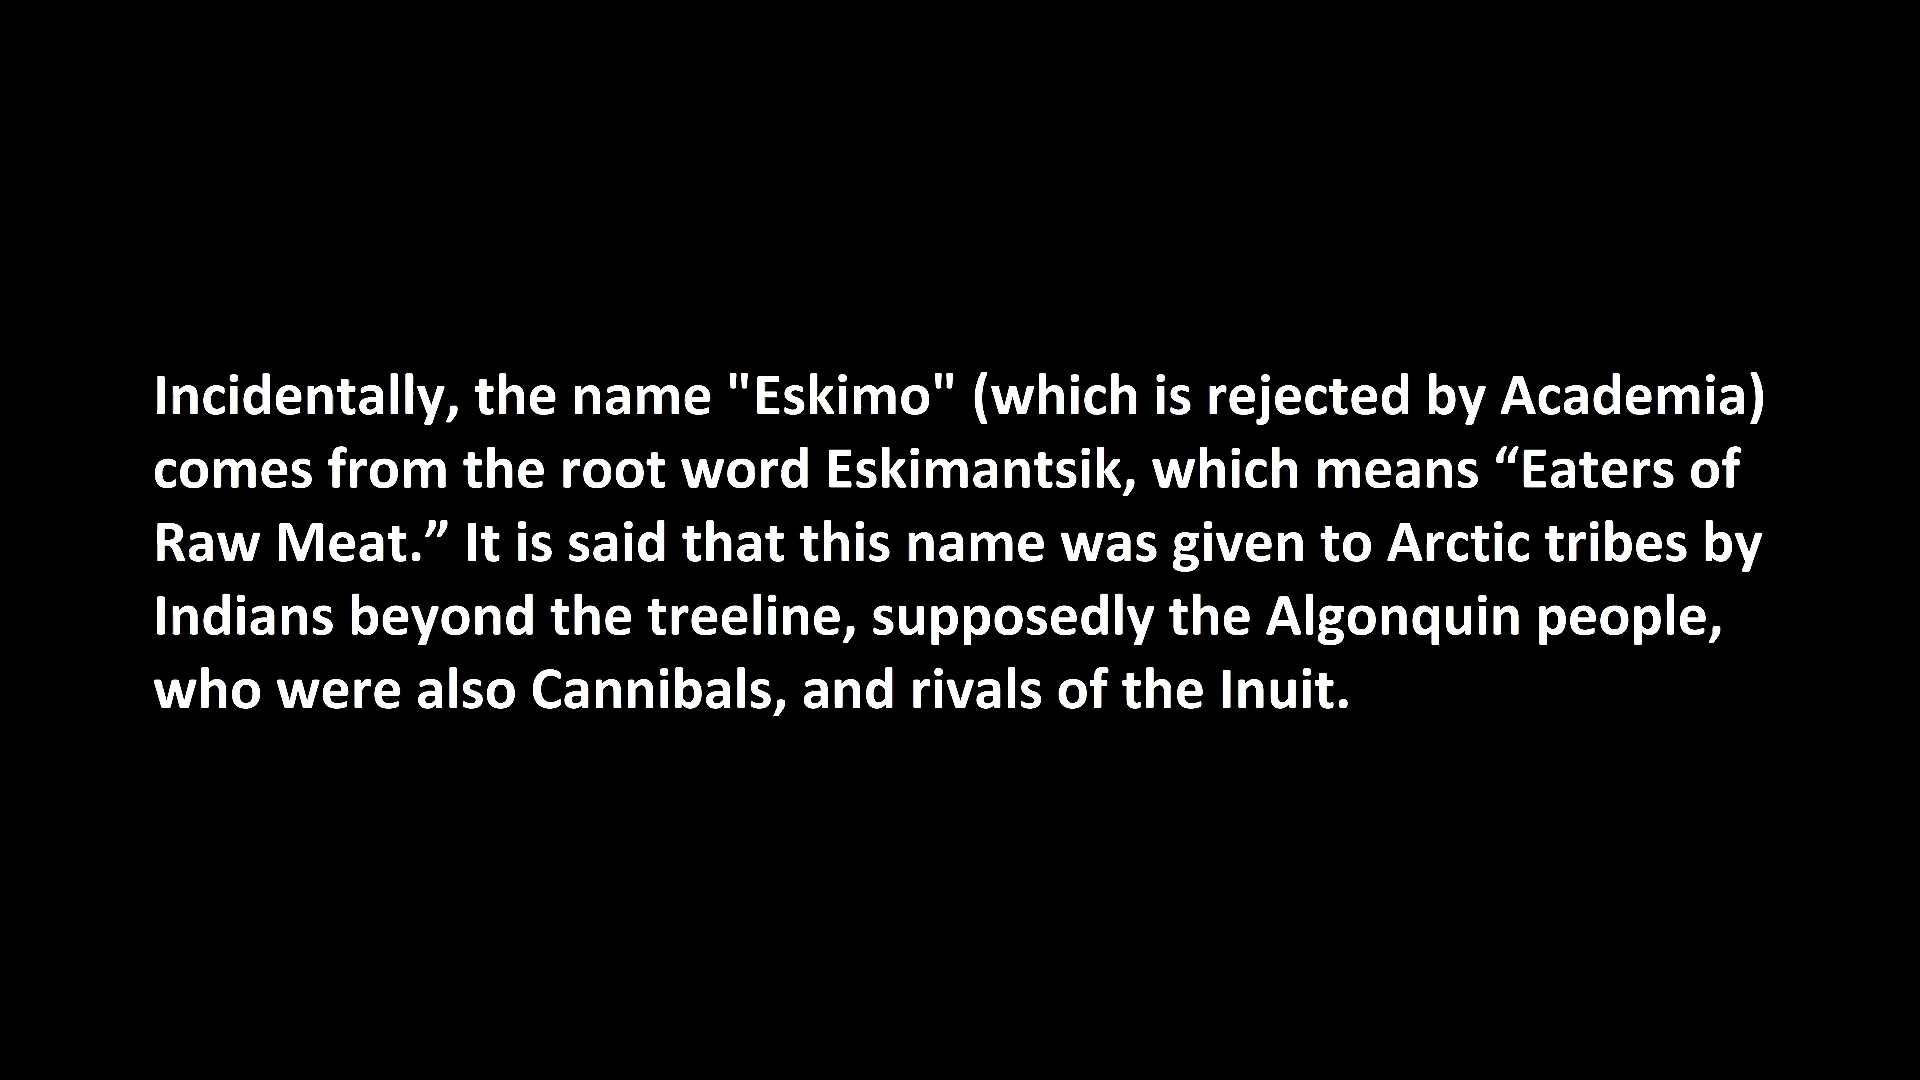 Incidentally, the name "Eskimo" (which is rejected by Academia)
comes from the root word Eskimantsik, which means “Eaters of
Raw Meat.” It is said that this name was given to Arctic tribes by
Indians beyond the treeline, supposedly the Algonquin people,
who were also Cannibals, and rivals of the Inuit.